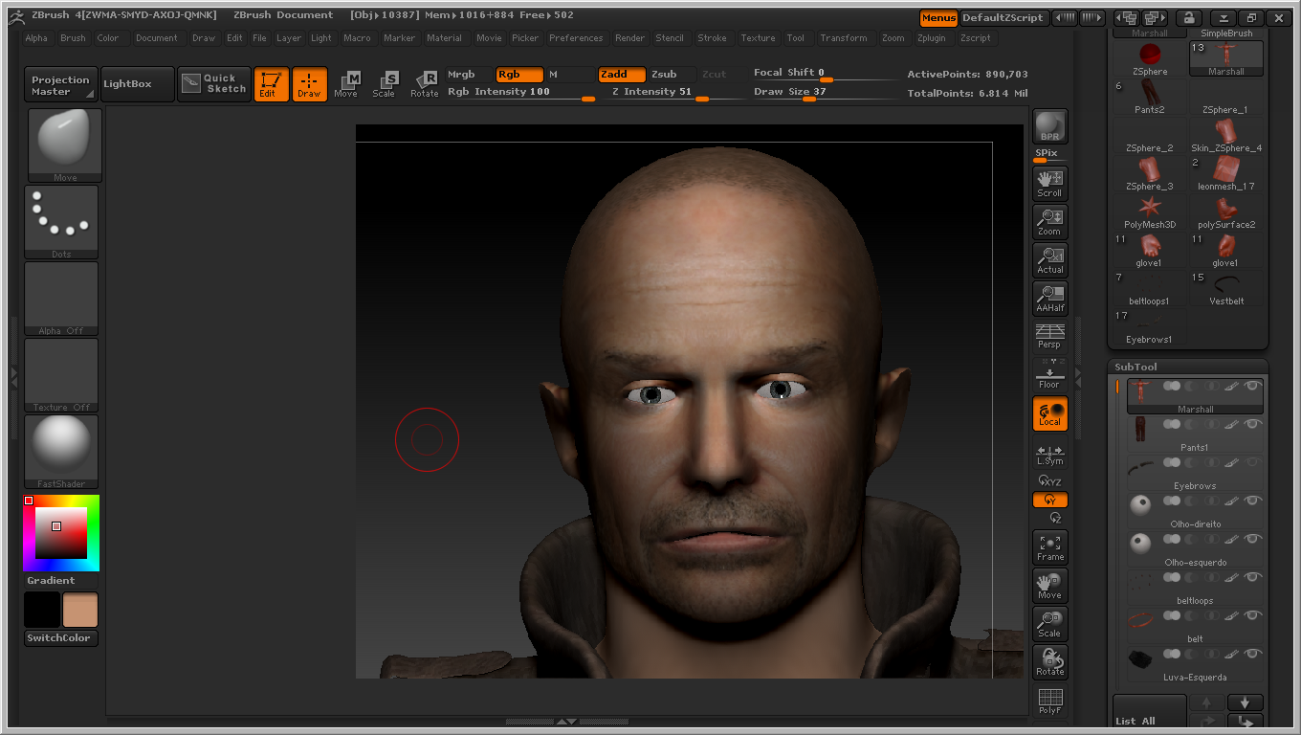 ZBrush 4[ZWMA-SMYD-AXOJ-QMNK] ZBrush Document [Obj▸10387] Mem▸1016+884 Free▸502 Menus DefaultZScript
Alpha Brush Color Document Draw Edit File Layer Light Macro Marker Material Movie Picker Preferences Render Stencil Stroke Texture Tool Transform Zoom Zplugin Zscript
Projection Master
LightBox
Quick Sketch
Edit
Draw
Move
Scale
Rotate
Mrgb Rgb M
Rgb Intensity 100
Zadd Zsub Zcut
Z Intensity 51
Focal Shift 0
Draw Size 37
ActivePoints: 890,703
TotalPoints: 6.814 Mil
Move
Dots
Alpha Off
Texture Off
FastShader
Gradient
SwitchColor
BPR
SPix
Scroll
Zoom
Actual
AAHalf
Persp
Floor
Local
L.Sym
XYZ
Y
Z
Frame
Move
Scale
Rotate
PolyF
Marshall SimpleBrush
13
ZSphere Marshall
6
Pants2 ZSphere_1
ZSphere_2 Skin_ZSphere_4
2
ZSphere_3 leonmesh_17
PolyMesh3D polySurface2
11 11
glove1 glove1
7 15
beltloops1 Vestbelt
17
Eyebrows1
SubTool
Marshall
Pants1
Eyebrows
Olho-direito
Olho-esquerdo
beltloops
belt
Luva-Esquerda
List All